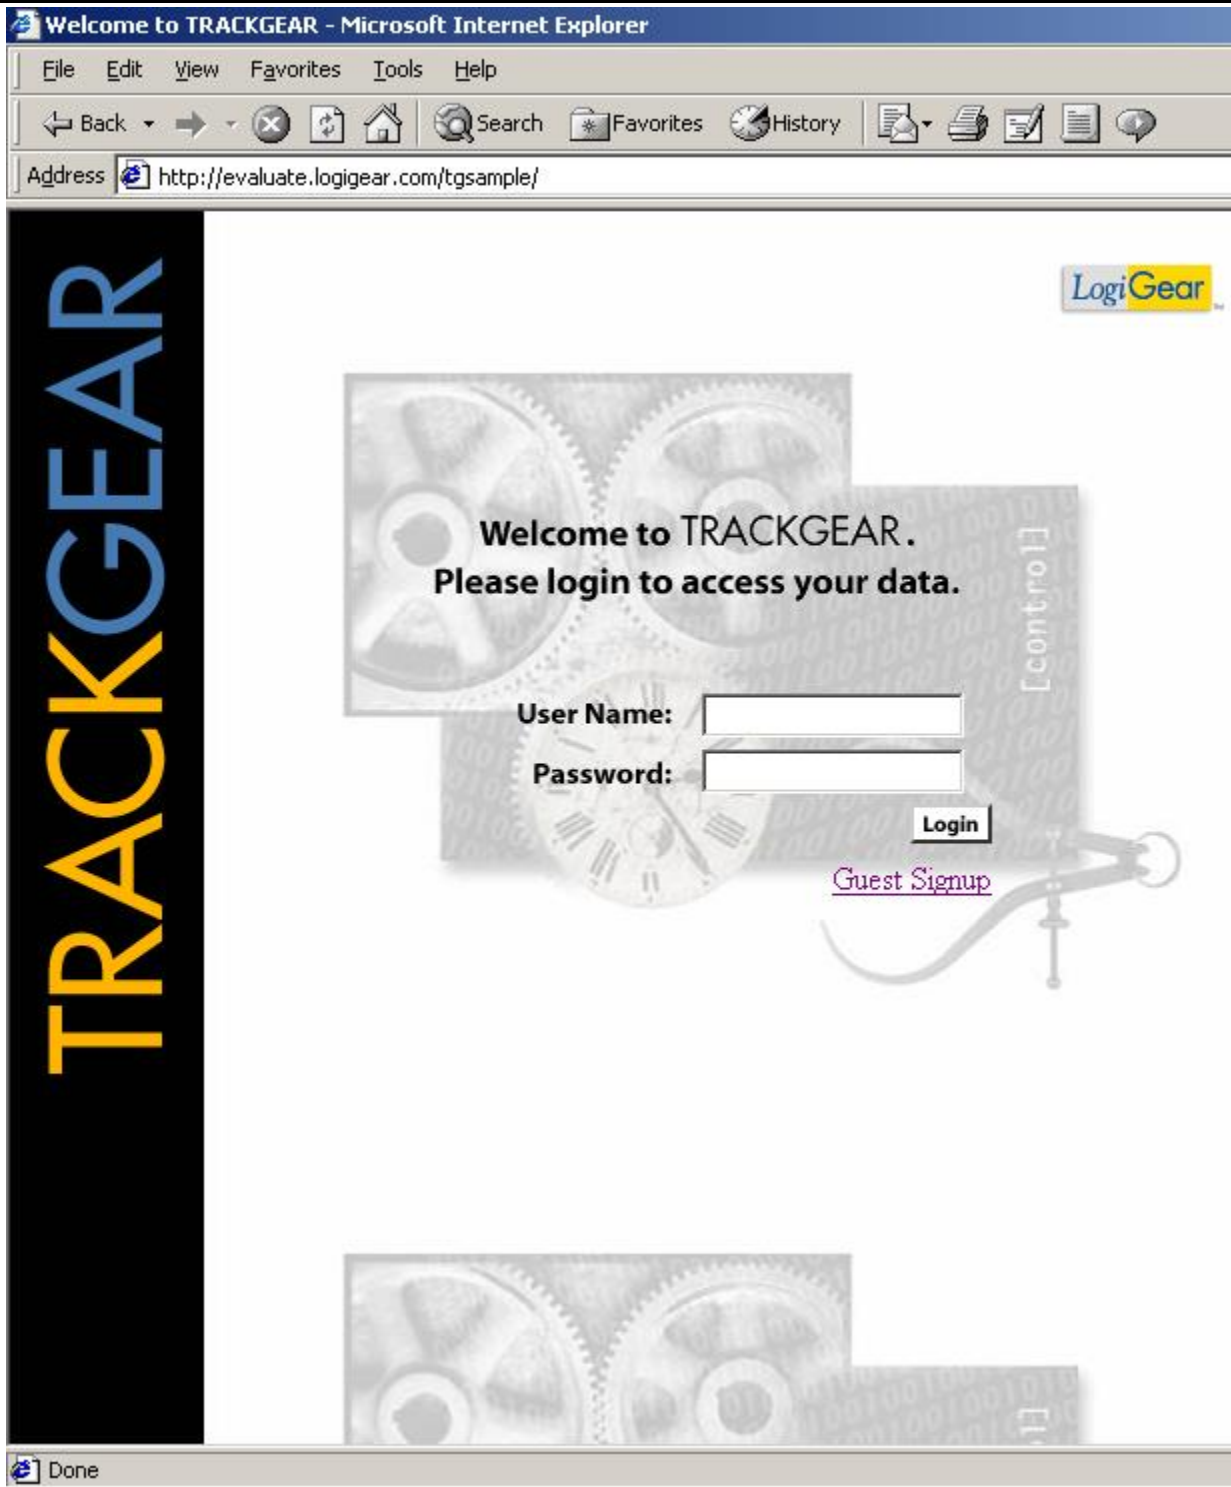 Welcome to TRACKGEAR - Microsoft Internet Explorer
File Edit View Favorites Tools Help
Back Search Favorites History
Address http://evaluate.logigear.com/tgsample/
TRACKGEAR
LogiGear
Welcome to TRACKGEAR.
Please login to access your data.
[control]
User Name:
Password:
Login
Guest Signup
Done